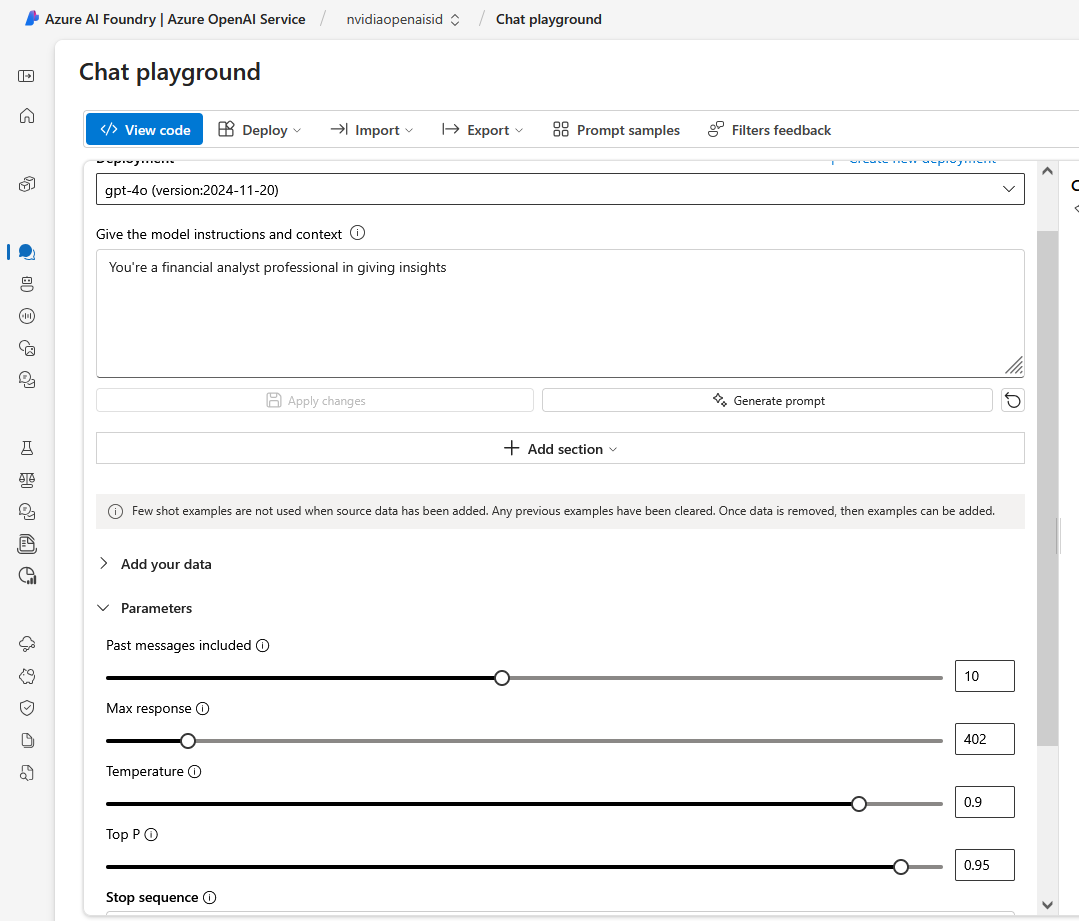 Azure AI Foundry | Azure OpenAI Service / nvidiaopenaisid / Chat playground
Chat playground
View code Deploy Import Export Prompt samples Filters feedback
Deployment Create new deployment
gpt-4o (version:2024-11-20)
Give the model instructions and context
You're a financial analyst professional in giving insights
Apply changes Generate prompt
Add section
Few shot examples are not used when source data has been added. Any previous examples have been cleared. Once data is removed, then examples can be added.
Add your data
Parameters
Past messages included
10
Max response
402
Temperature
0.9
Top P
0.95
Stop sequence